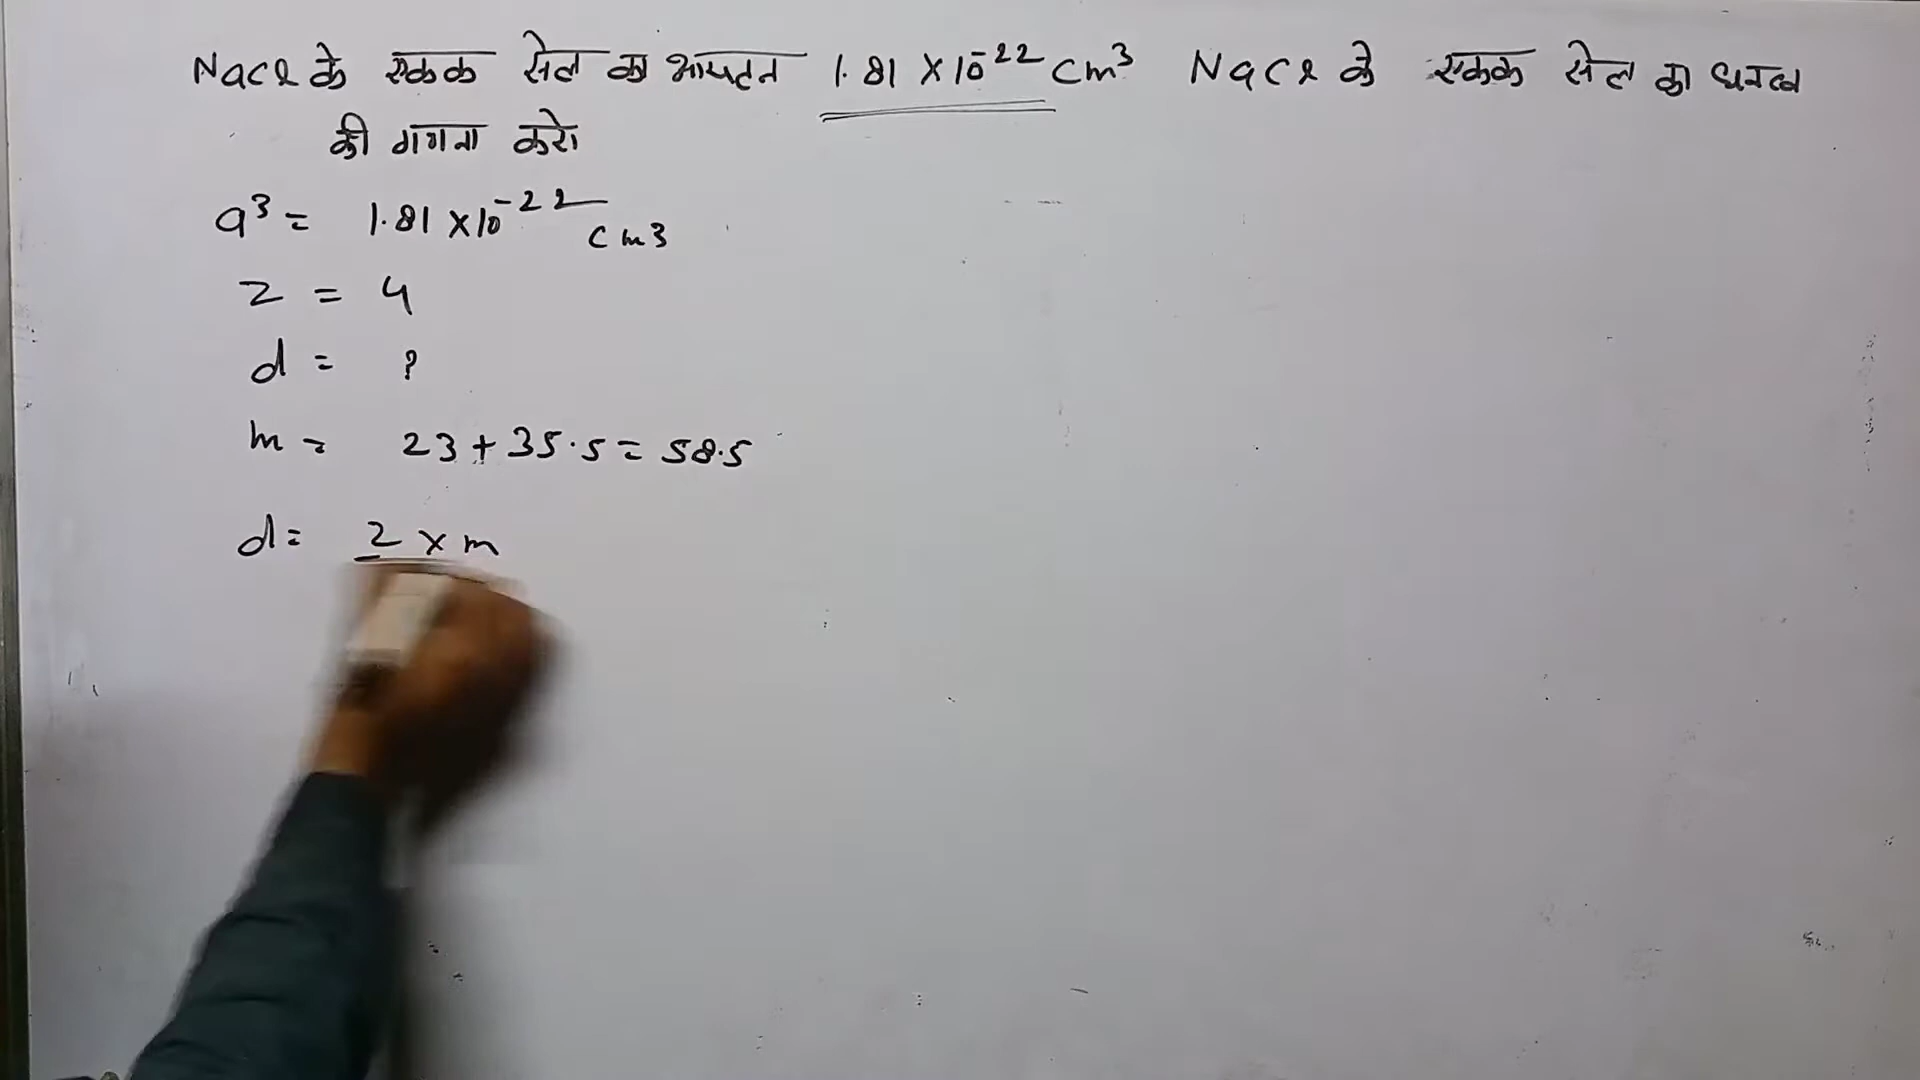 NaCl के एकक सेल का आयतन 1.81 × 10⁻²² cm³ NaCl के एकक सेल का घनत्व
की गणना करो
a³ = 1.81 × 10⁻²² cm3
Z = 4
d = ?
m = 23 + 35.5 = 58.5
d = Z × m